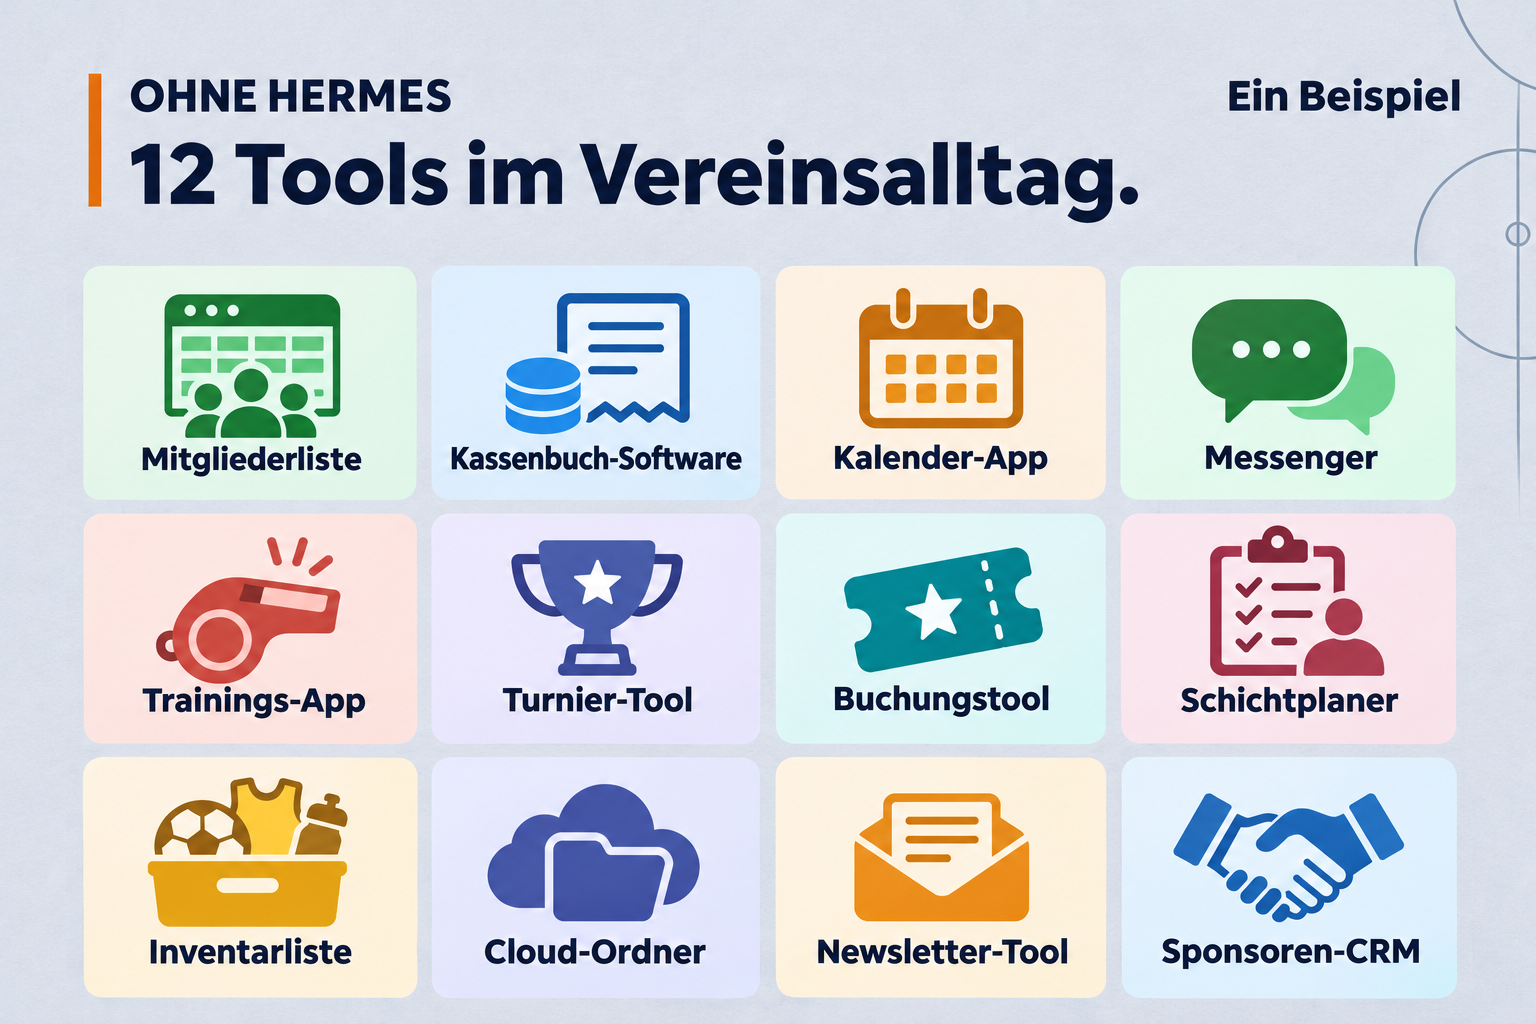 OHNE HERMES
Ein Beispiel
12 Tools im Vereinsalltag.
Mitgliederliste
Kassenbuch-Software
Kalender-App
Messenger
Trainings-App
Turnier-Tool
Buchungstool
Schichtplaner
Inventarliste
Cloud-Ordner
Newsletter-Tool
Sponsoren-CRM